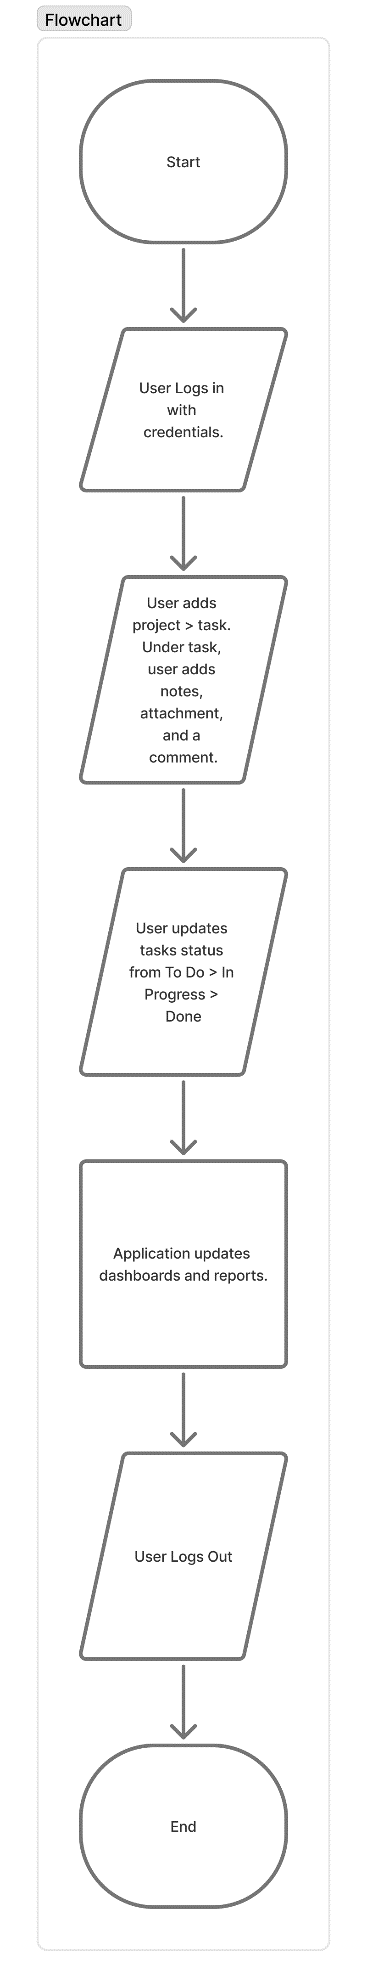 Flowchart
Start
User Logs in
with
credentials.
User adds
project > task.
Under task,
user adds
notes,
attachment,
and a
comment.
User updates
tasks status
from To Do > In
Progress >
Done
Application updates
dashboards and reports.
User Logs Out
End